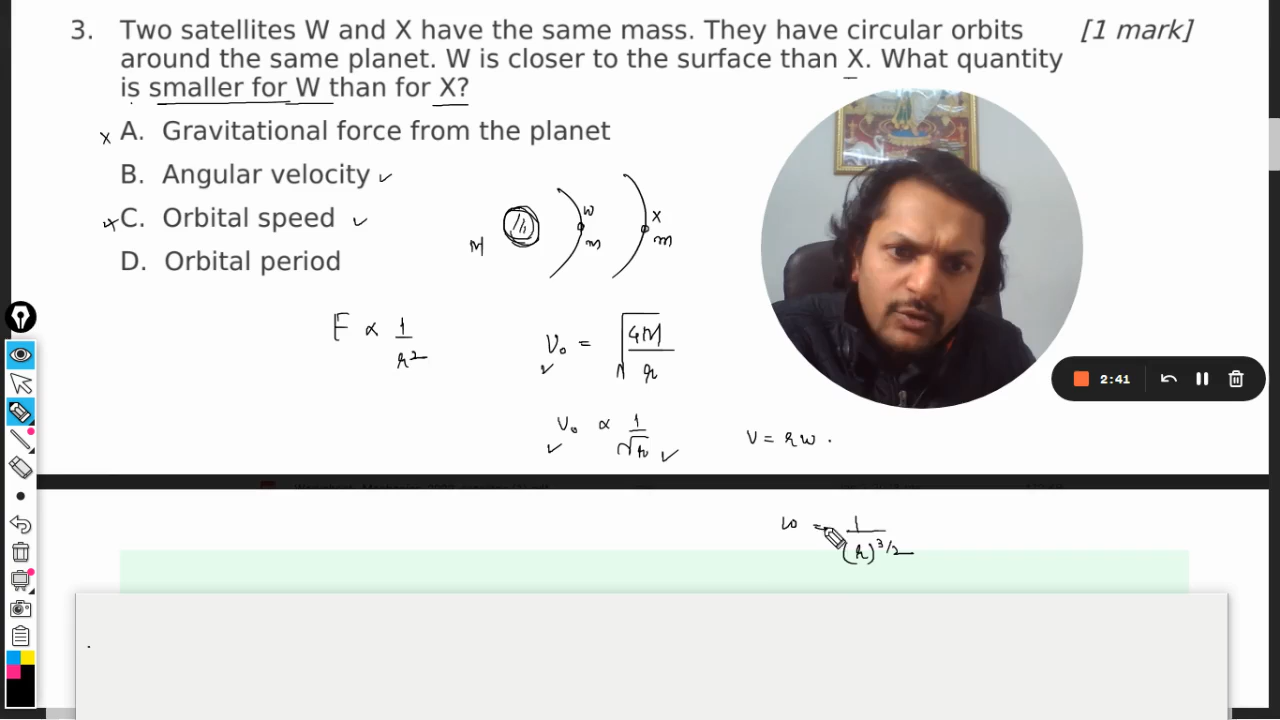 3. Two satellites W and X have the same mass. They have circular orbits [1 mark]
around the same planet. W is closer to the surface than X. What quantity
is smaller for W than for X?
x A. Gravitational force from the planet
B. Angular velocity ✓
x C. Orbital speed ✓
D. Orbital period
W
X
M
m
m
F ∝ 1/r²
V₀ = √(GM/r)
2:41
V₀ ∝ 1/√r
V = rω
ω = 1/(r)^3/2